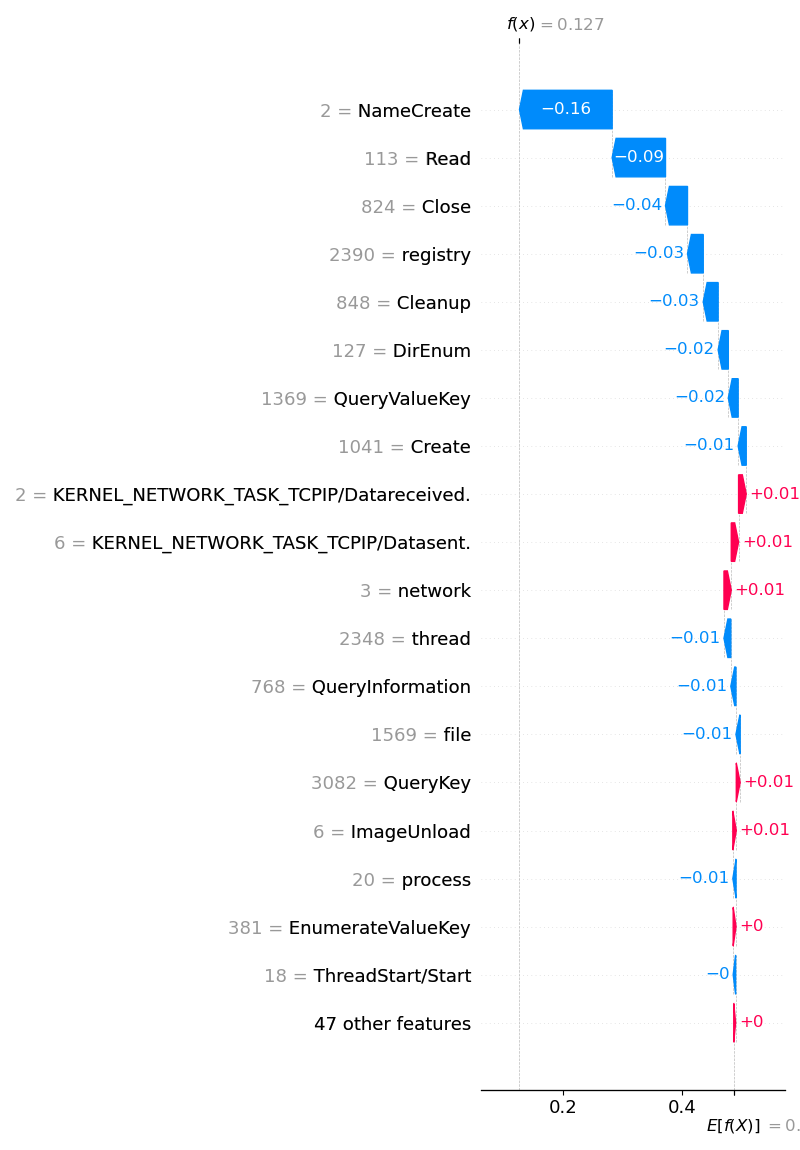 f(x) = 0.127
2 = NameCreate −0.16
113 = Read −0.09
824 = Close −0.04
2390 = registry −0.03
848 = Cleanup −0.03
127 = DirEnum −0.02
1369 = QueryValueKey −0.02
1041 = Create −0.01
2 = KERNEL_NETWORK_TASK_TCPIP/Datareceived. +0.01
6 = KERNEL_NETWORK_TASK_TCPIP/Datasent. +0.01
3 = network +0.01
2348 = thread −0.01
768 = QueryInformation −0.01
1569 = file −0.01
3082 = QueryKey +0.01
6 = ImageUnload +0.01
20 = process −0.01
381 = EnumerateValueKey +0
18 = ThreadStart/Start −0
47 other features +0
0.2 0.4
E[f(X)] = 0.